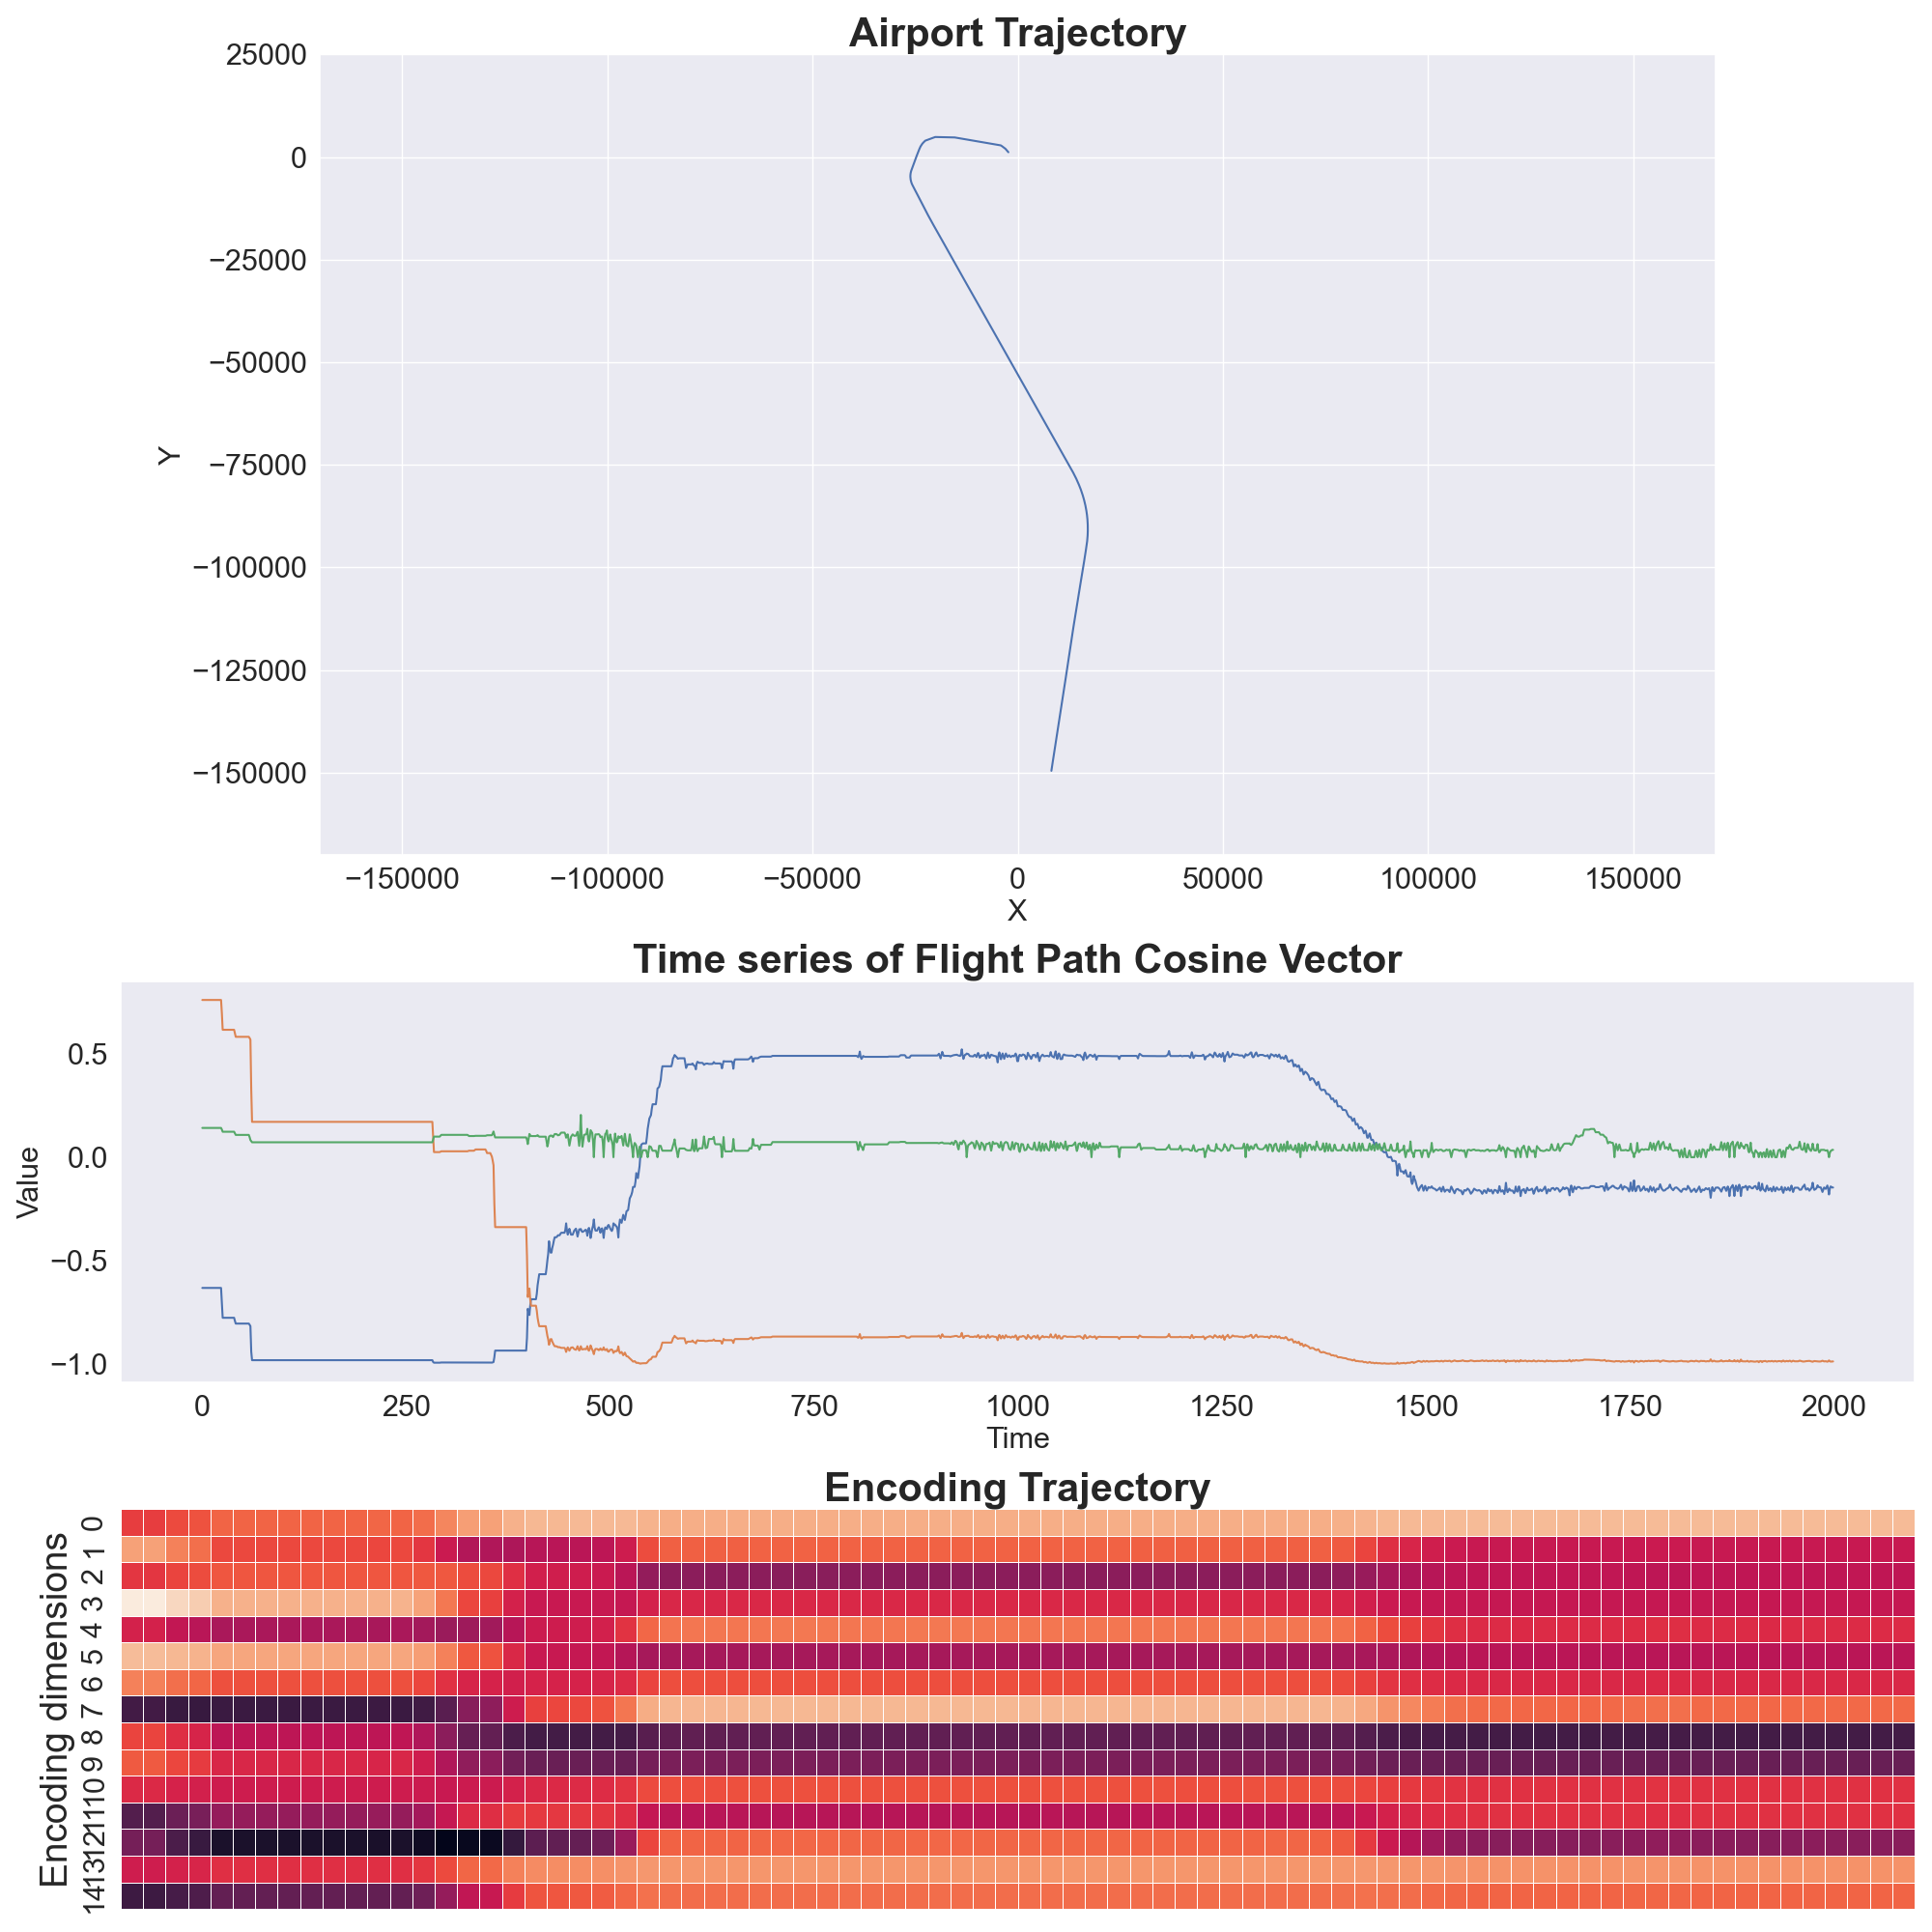 Airport Trajectory
25000
0
−25000
−50000
−75000
−100000
−125000
−150000
Y
−150000 −100000 −50000 0 50000 100000 150000
X
Time series of Flight Path Cosine Vector
0.5
0.0
−0.5
−1.0
Value
0 250 500 750 1000 1250 1500 1750 2000
Time
Encoding Trajectory
Encoding dimensions
0
1
2
3
4
5
6
7
8
9
10
11
12
13
14